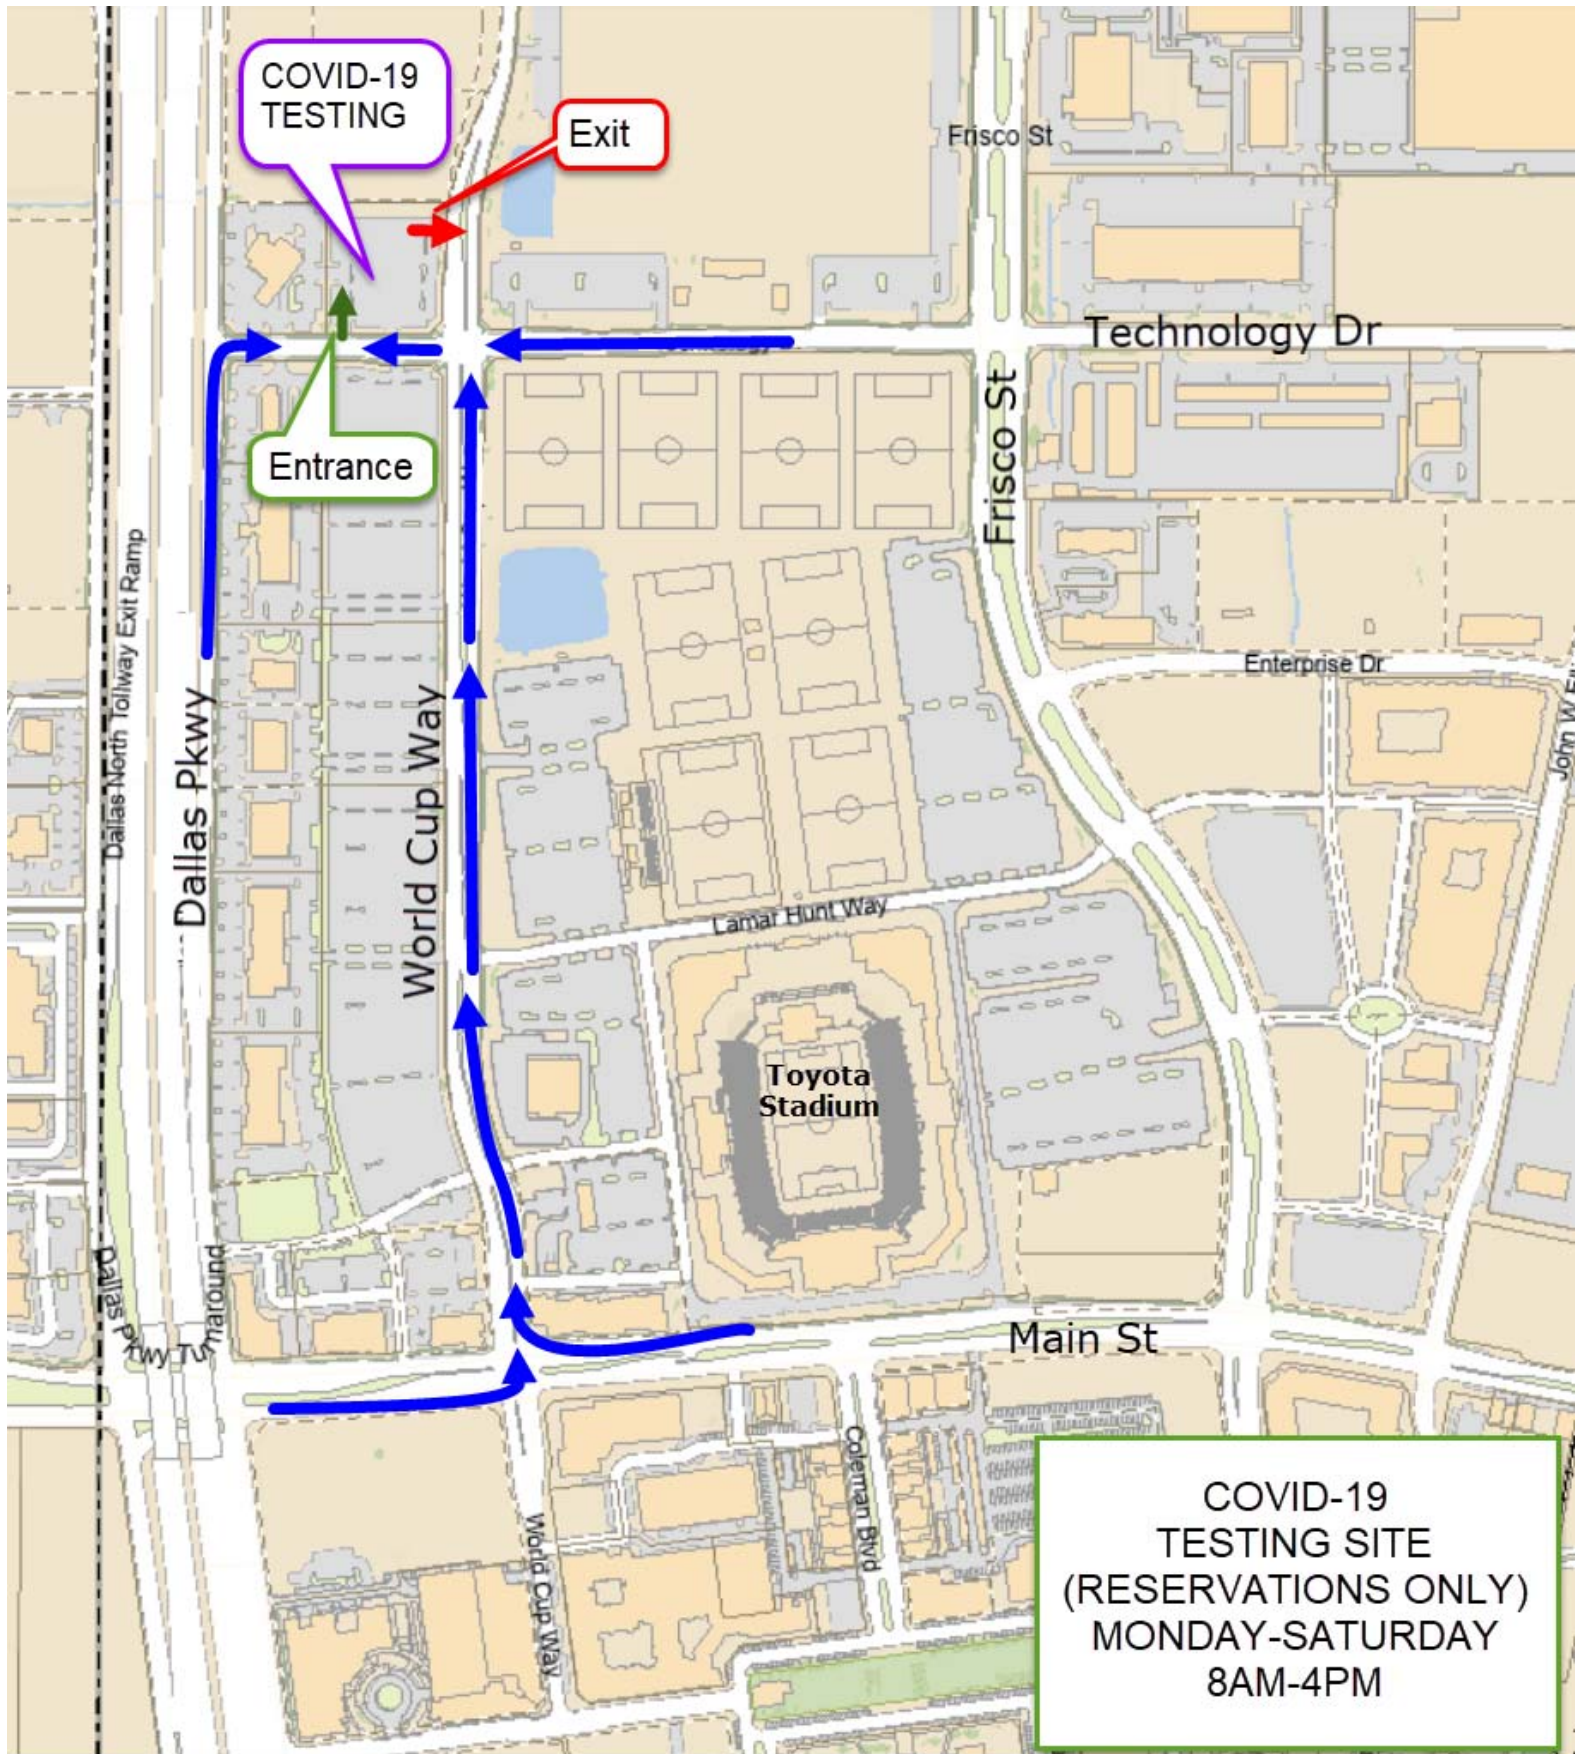 COVID-19
TESTING
Exit
Frisco St
Technology Dr
Entrance
Frisco St
Dallas North Tollway Exit Ramp
Dallas Pkwy
World Cup Way
Enterprise Dr
Lamar Hunt Way
Toyota
Stadium
Dallas Pkwy Turnaround
Main St
Coleman Blvd
World Cup Way
COVID-19
TESTING SITE
(RESERVATIONS ONLY)
MONDAY-SATURDAY
8AM-4PM